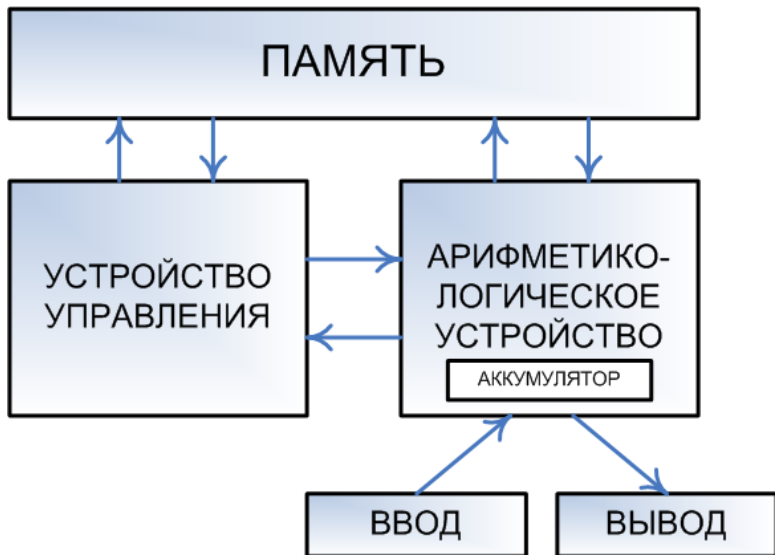 ПАМЯТЬ
УСТРОЙСТВО
УПРАВЛЕНИЯ
АРИФМЕТИКО-
ЛОГИЧЕСКОЕ
УСТРОЙСТВО
АККУМУЛЯТОР
ВВОД
ВЫВОД